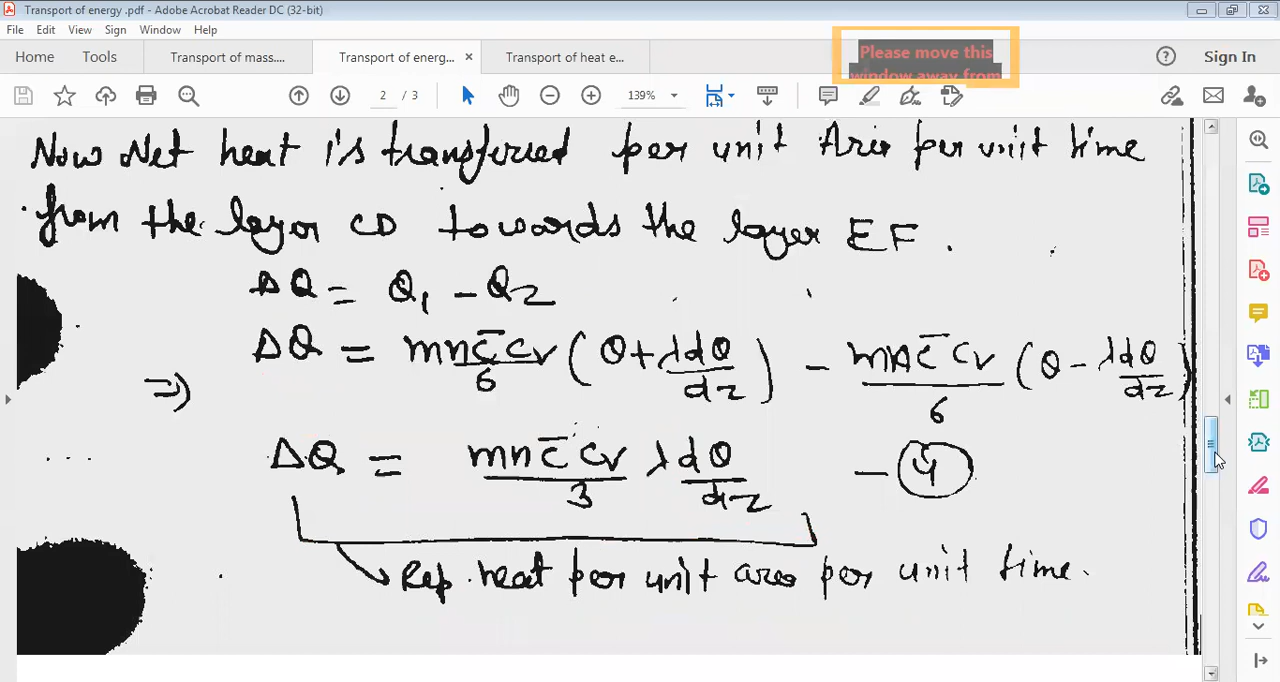 Transport of energy .pdf - Adobe Acrobat Reader DC (32-bit)
File Edit View Sign Window Help
Home Tools Transport of mass.... Transport of energ... × Transport of heat e... Sign In
Please move this
window away from
2 / 3 139%
Now Net heat is transferred per unit Area per unit time
from the layer CD towards the layer EF.
ΔQ = Q1 - Q2
⇒ ΔQ = mnc̄Cv/6 (θ + λdθ/dz) - mnc̄Cv/6 (θ - λdθ/dz)
ΔQ = mnc̄Cv/3 λdθ/dz - 4
Rep. heat per unit area per unit time.